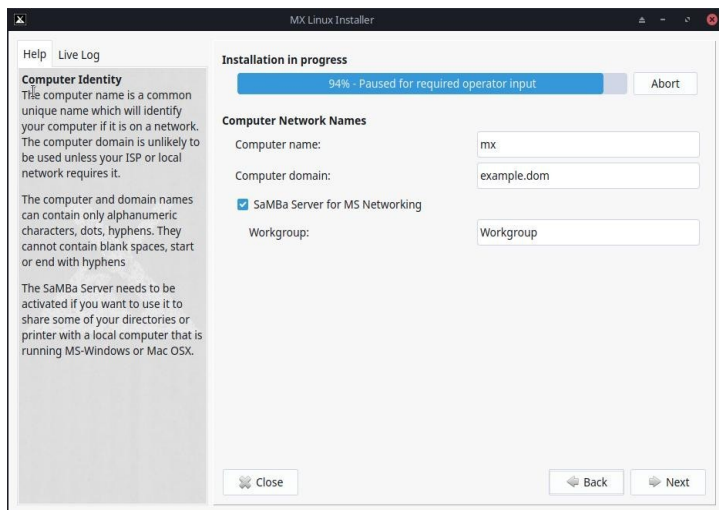 MX Linux Installer
Help Live Log
Computer Identity
The computer name is a common
unique name which will identify
your computer if it is on a network.
The computer domain is unlikely to
be used unless your ISP or local
network requires it.
The computer and domain names
can contain only alphanumeric
characters, dots, hyphens. They
cannot contain blank spaces, start
or end with hyphens
The SaMBa Server needs to be
activated if you want to use it to
share some of your directories or
printer with a local computer that is
running MS-Windows or Mac OSX.
Installation in progress
94% - Paused for required operator input
Abort
Computer Network Names
Computer name: mx
Computer domain: example.dom
SaMBa Server for MS Networking
Workgroup: Workgroup
Close Back Next